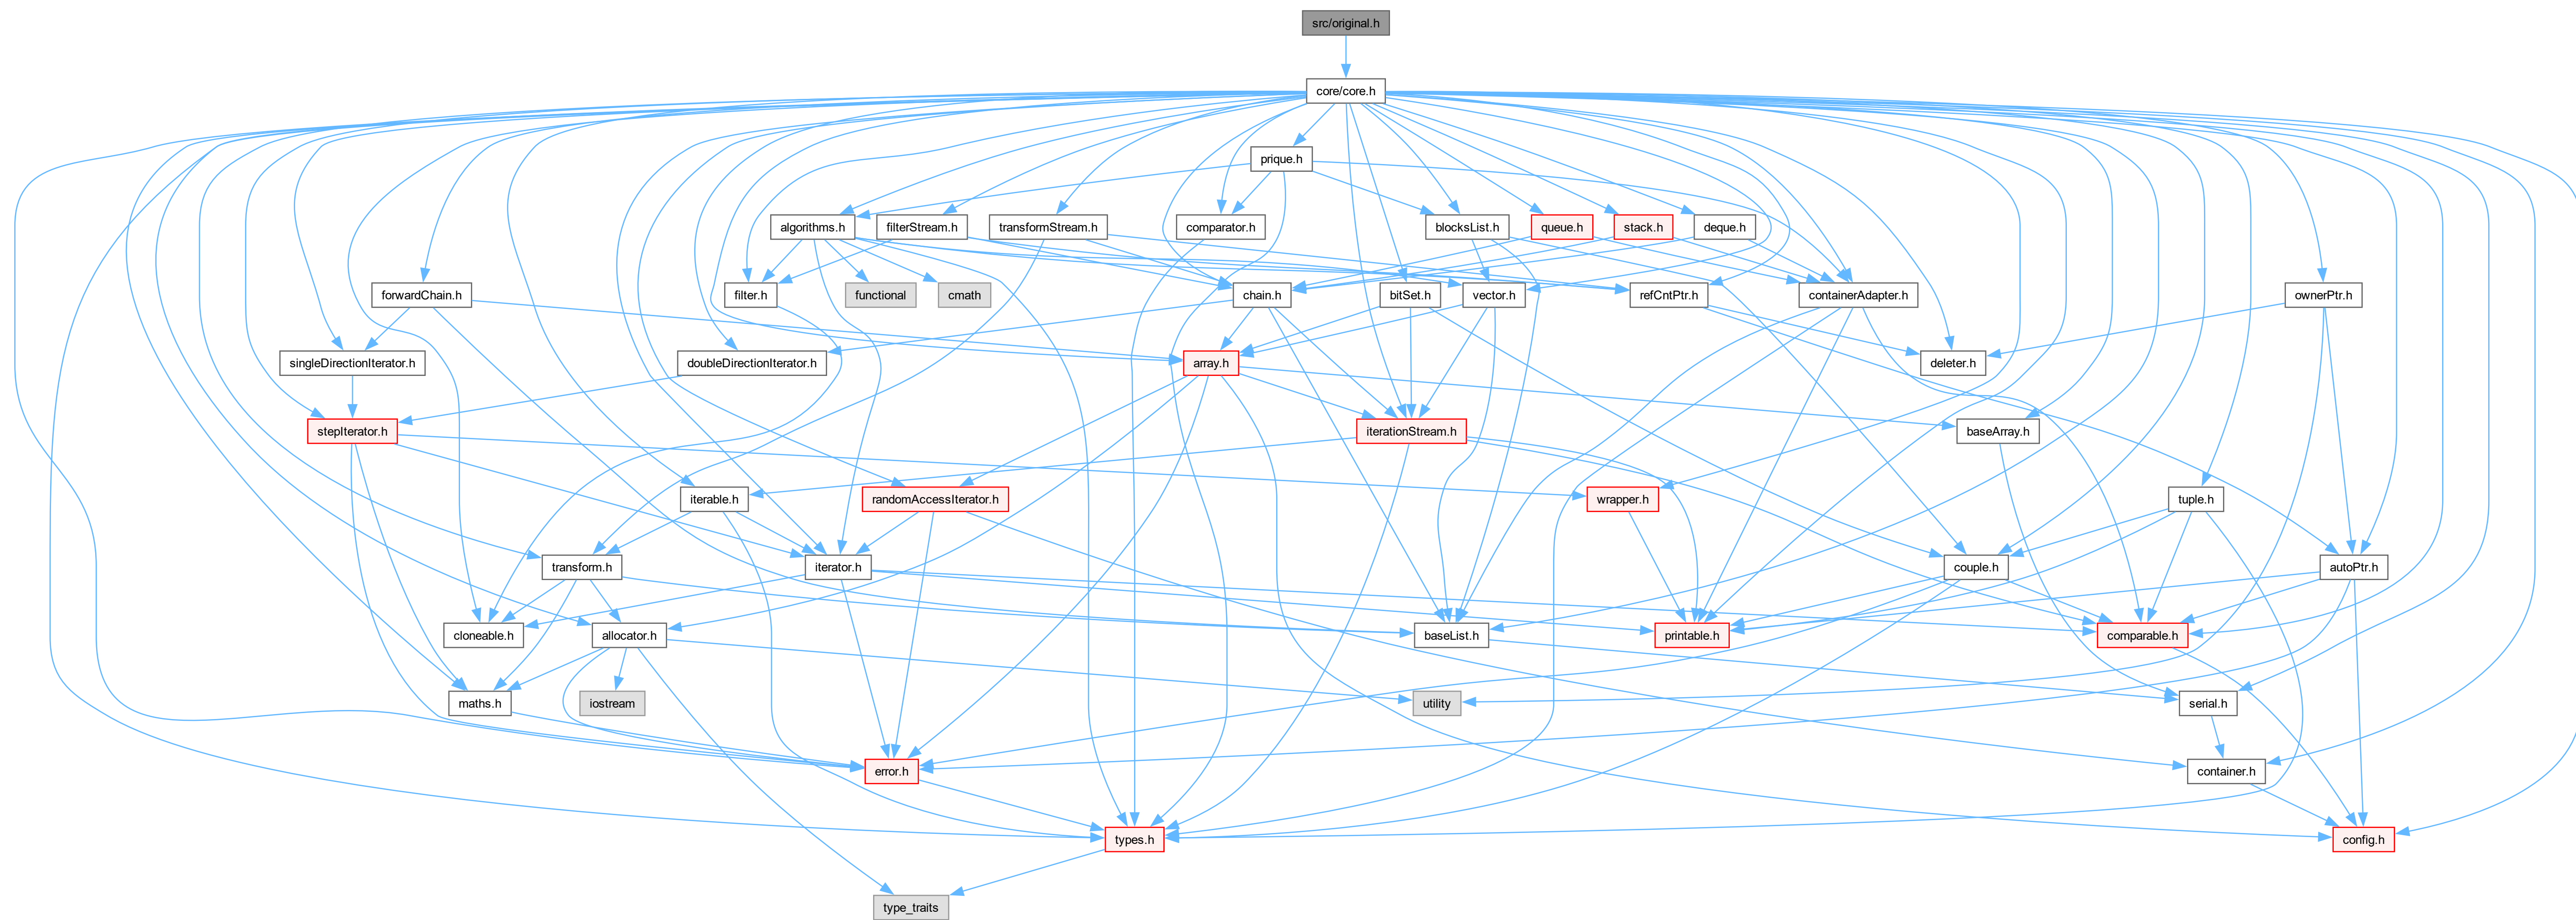 src/original.h
core/core.h
prique.h
algorithms.h
filterStream.h
transformStream.h
comparator.h
blocksList.h
queue.h
stack.h
deque.h
forwardChain.h
filter.h
functional
cmath
chain.h
bitSet.h
vector.h
refCntPtr.h
containerAdapter.h
ownerPtr.h
singleDirectionIterator.h
doubleDirectionIterator.h
array.h
deleter.h
stepIterator.h
iterationStream.h
baseArray.h
iterable.h
randomAccessIterator.h
wrapper.h
tuple.h
transform.h
iterator.h
couple.h
autoPtr.h
cloneable.h
allocator.h
baseList.h
printable.h
comparable.h
maths.h
iostream
utility
serial.h
error.h
container.h
types.h
config.h
type_traits